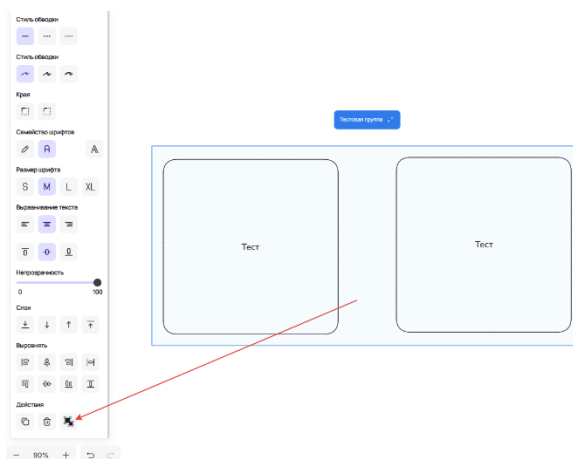 Стиль обводки
Стиль обводки
Края
Семейство шрифтов
A A
Размер шрифта
S M L XL
Выравнивание текста
Непрозрачность
0 100
Слои
Выровнять
Действия
− 90% +
Тестовая группа
Тест
Тест